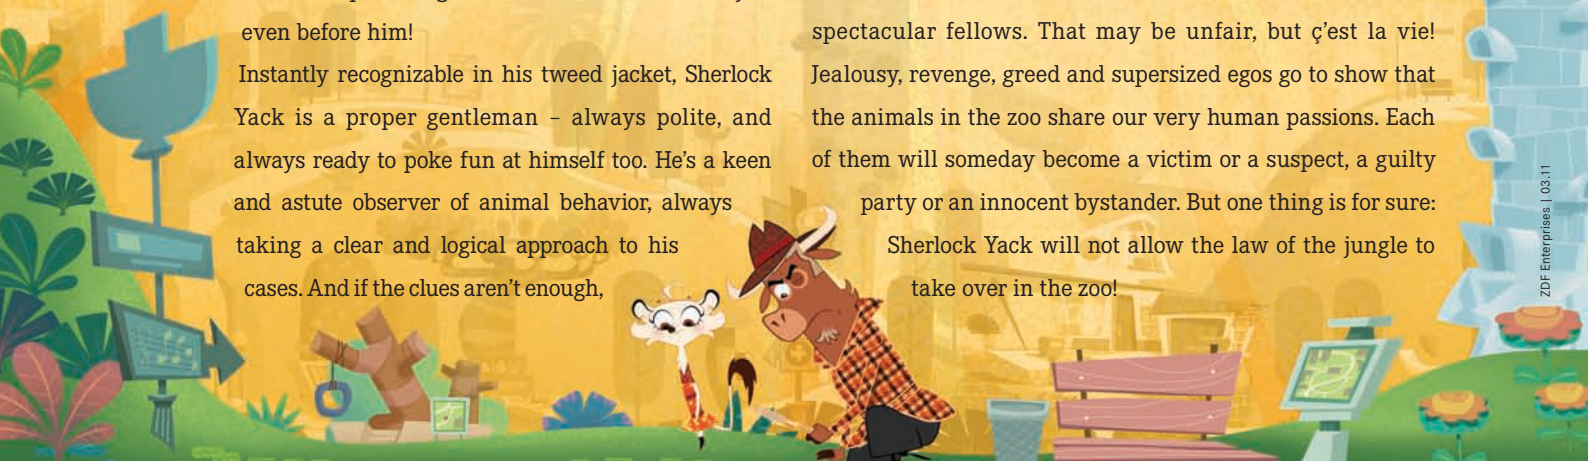 even before him!
Instantly recognizable in his tweed jacket, Sherlock
Yack is a proper gentleman – always polite, and
always ready to poke fun at himself too. He's a keen
and astute observer of animal behavior, always
taking a clear and logical approach to his
cases. And if the clues aren't enough,
spectacular fellows. That may be unfair, but ç'est la vie!
Jealousy, revenge, greed and supersized egos go to show that
the animals in the zoo share our very human passions. Each
of them will someday become a victim or a suspect, a guilty
party or an innocent bystander. But one thing is for sure:
Sherlock Yack will not allow the law of the jungle to
take over in the zoo!
ZDF Enterprises | 03.11